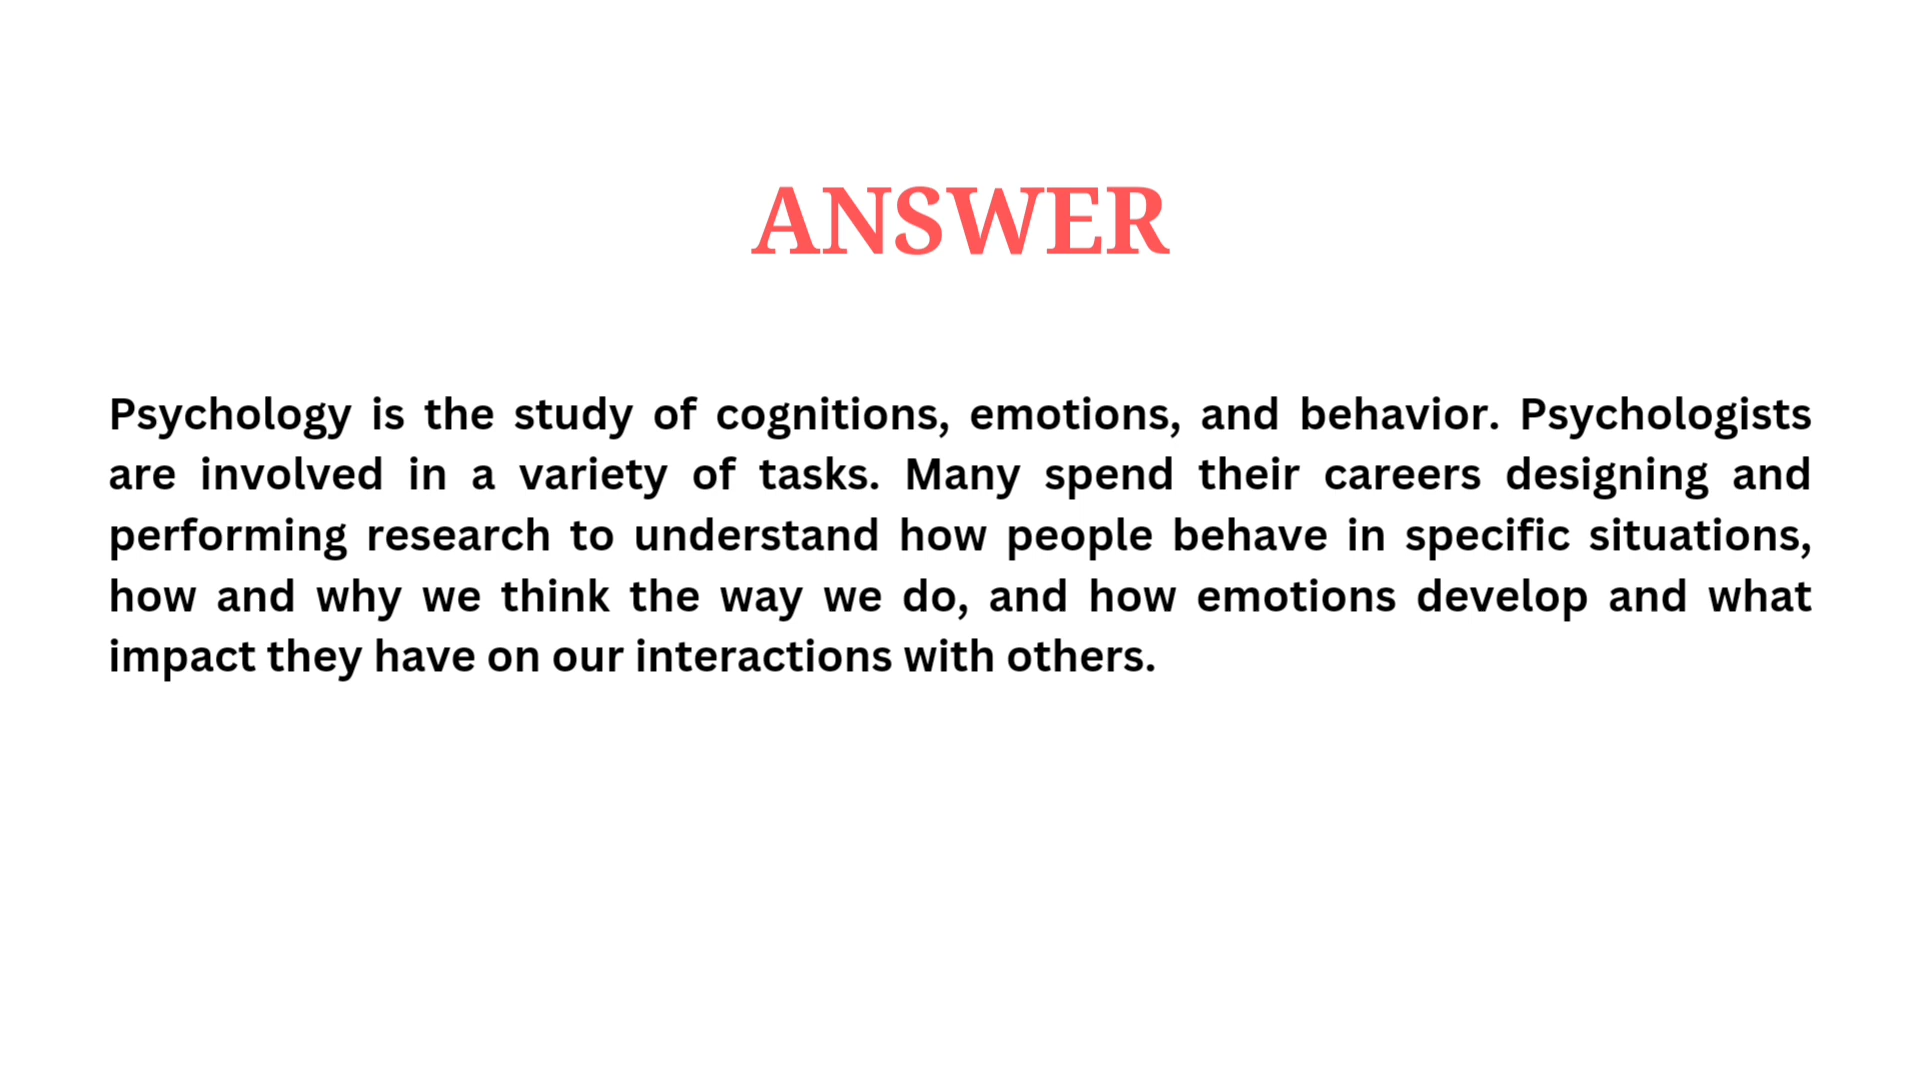 ANSWER
Psychology is the study of cognitions, emotions, and behavior. Psychologists
are involved in a variety of tasks. Many spend their careers designing and
performing research to understand how people behave in specific situations,
how and why we think the way we do, and how emotions develop and what
impact they have on our interactions with others.